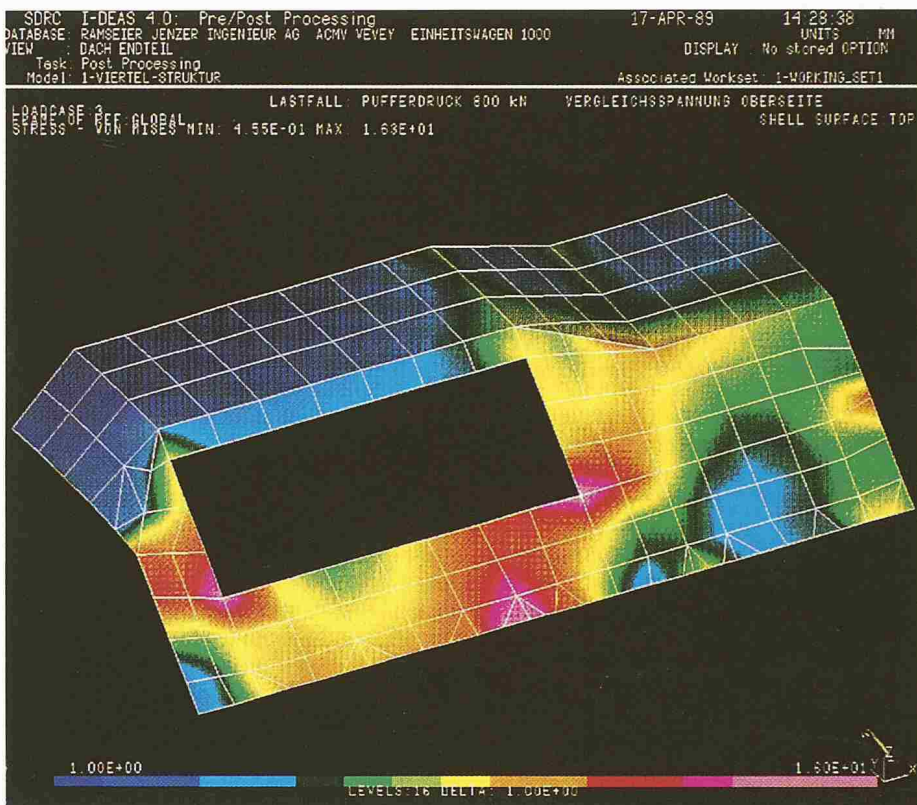 SDRC I-DEAS 4.0: Pre/Post Processing 17-APR-89 14:28:38
DATABASE: RAMSEIER JENZER INGENIEUR AG ACMV VEVEY EINHEITSWAGEN 1000 UNITS MM
VIEW : DACH ENDTEIL DISPLAY : No stored OPTION
Task: Post Processing
Model: 1-VIERTEL-STRUKTUR Associated Workset: 1-WORKING_SET1
LASTFALL: PUFFERDRUCK 800 kN VERGLEICHSSPANNUNG OBERSEITE
LOADCASE 3
FRAME OF REF:GLOBAL SHELL SURFACE TOP
STRESS - VON MISES MIN: 4.55E-01 MAX: 1.63E+01
Z
X
1.00E+00 1.60E+01
LEVELS:16 DELTA: 1.00E+00